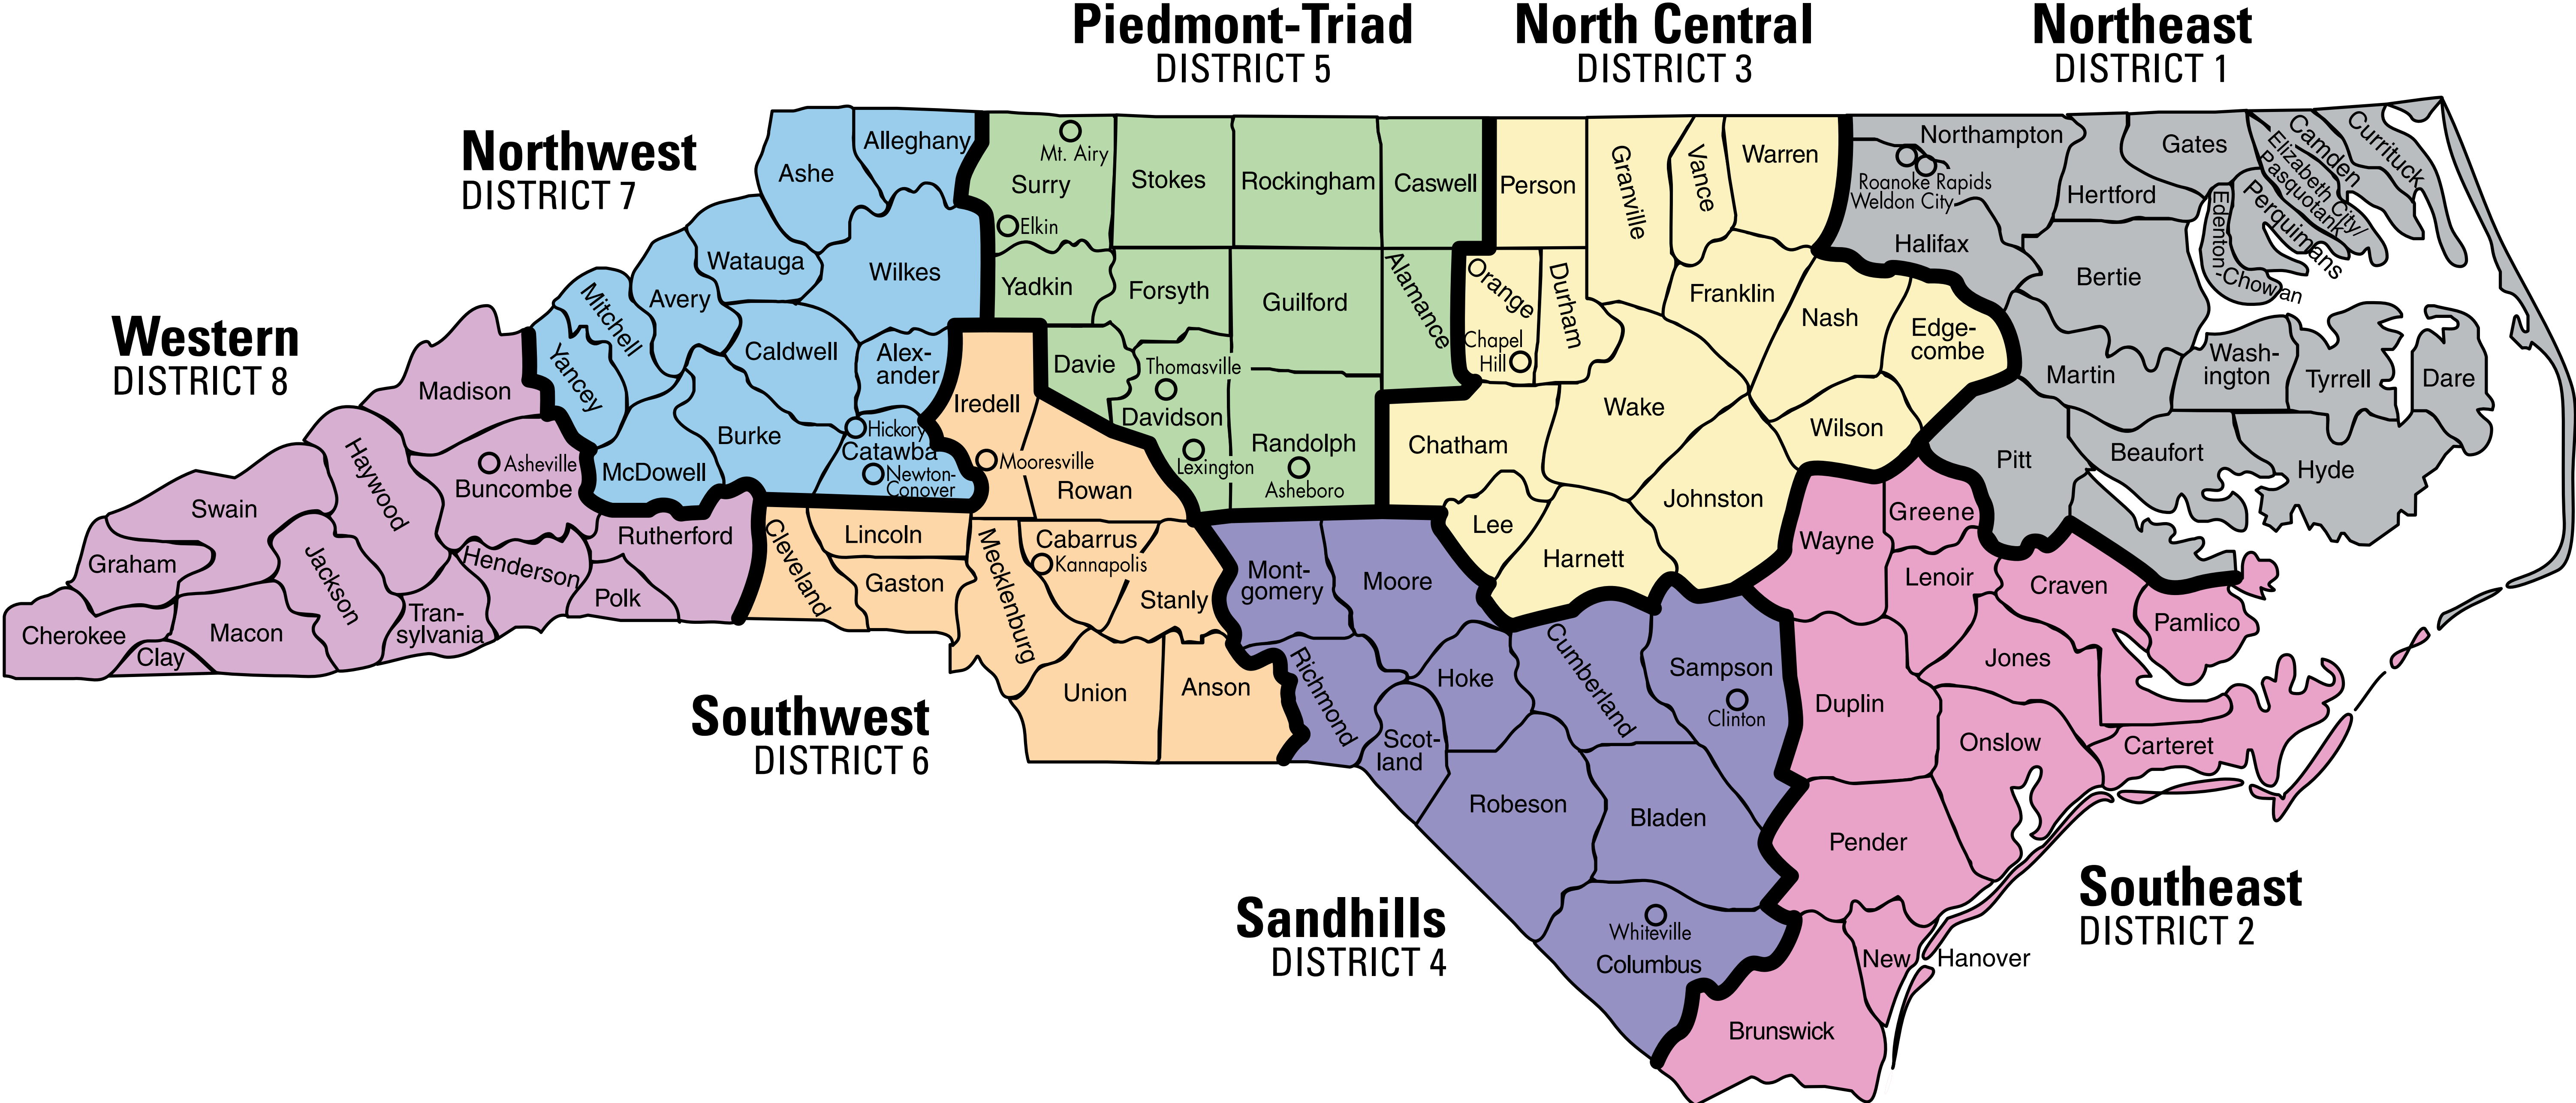 Piedmont-Triad
DISTRICT 5
North Central
DISTRICT 3
Northeast
DISTRICT 1
Northwest
DISTRICT 7
Western
DISTRICT 8
Southwest
DISTRICT 6
Sandhills
DISTRICT 4
Southeast
DISTRICT 2
Ashe
Alleghany
Watauga
Wilkes
Mitchell
Avery
Yancey
Caldwell
Alex-
ander
Burke
McDowell
Hickory
Catawba
Newton-
Conover
Madison
Haywood
Asheville
Buncombe
Swain
Graham
Jackson
Henderson
Rutherford
Polk
Tran-
sylvania
Cherokee
Clay
Macon
Mt. Airy
Surry
Elkin
Stokes
Rockingham
Caswell
Yadkin
Forsyth
Guilford
Alamance
Davie
Thomasville
Davidson
Lexington
Randolph
Asheboro
Iredell
Mooresville
Rowan
Cleveland
Lincoln
Gaston
Mecklenburg
Cabarrus
Kannapolis
Stanly
Union
Anson
Person
Granville
Vance
Warren
Orange
Durham
Chapel
Hill
Franklin
Nash
Edge-
combe
Chatham
Wake
Wilson
Lee
Harnett
Johnston
Mont-
gomery
Moore
Richmond
Hoke
Scot-
land
Cumberland
Sampson
Clinton
Robeson
Bladen
Whiteville
Columbus
Northampton
Roanoke Rapids
Weldon City
Halifax
Hertford
Gates
Camden
Currituck
Elizabeth City/
Pasquotank
Perquimans
Edenton-Chowan
Bertie
Martin
Wash-
ington
Tyrrell
Dare
Pitt
Beaufort
Hyde
Wayne
Greene
Lenoir
Craven
Pamlico
Jones
Duplin
Onslow
Carteret
Pender
New Hanover
Brunswick